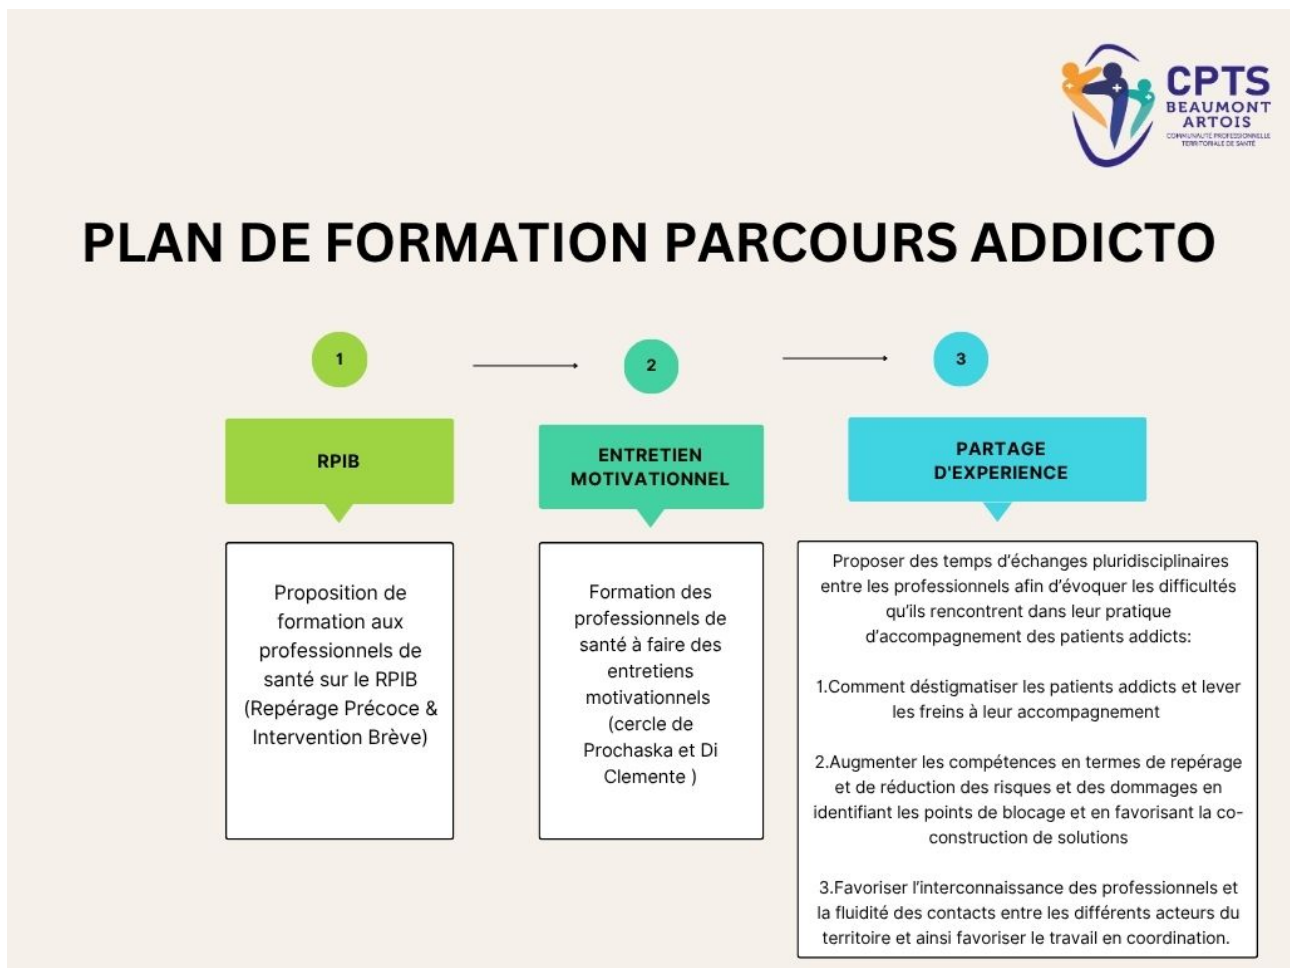 CPTS
BEAUMONT
ARTOIS
COMMUNAUTÉ PROFESSIONNELLE
TERRITORIALE DE SANTÉ
PLAN DE FORMATION PARCOURS ADDICTO
1
2
3
RPIB
ENTRETIEN
MOTIVATIONNEL
PARTAGE
D'EXPERIENCE
Proposition de
formation aux
professionnels de
santé sur le RPIB
(Repérage Précoce &
Intervention Brève)
Formation des
professionnels de
santé à faire des
entretiens
motivationnels
(cercle de
Prochaska et Di
Clemente )
Proposer des temps d’échanges pluridisciplinaires
entre les professionnels afin d’évoquer les difficultés
qu’ils rencontrent dans leur pratique
d’accompagnement des patients addicts:
1.Comment déstigmatiser les patients addicts et lever
les freins à leur accompagnement
2.Augmenter les compétences en termes de repérage
et de réduction des risques et des dommages en
identifiant les points de blocage et en favorisant la co-
construction de solutions
3.Favoriser l’interconnaissance des professionnels et
la fluidité des contacts entre les différents acteurs du
territoire et ainsi favoriser le travail en coordination.